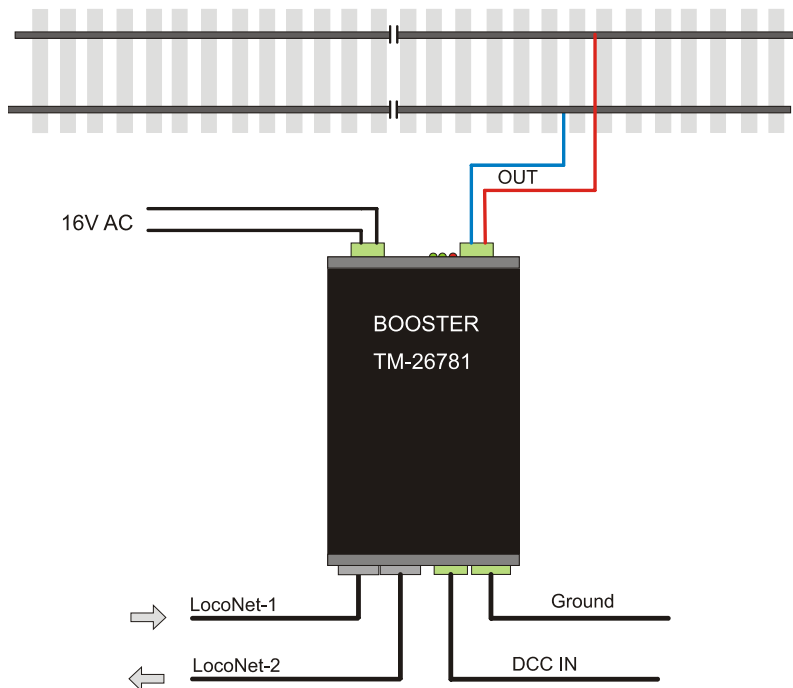 OUT
16V AC
BOOSTER
TM-26781
LocoNet-1
Ground
LocoNet-2
DCC IN